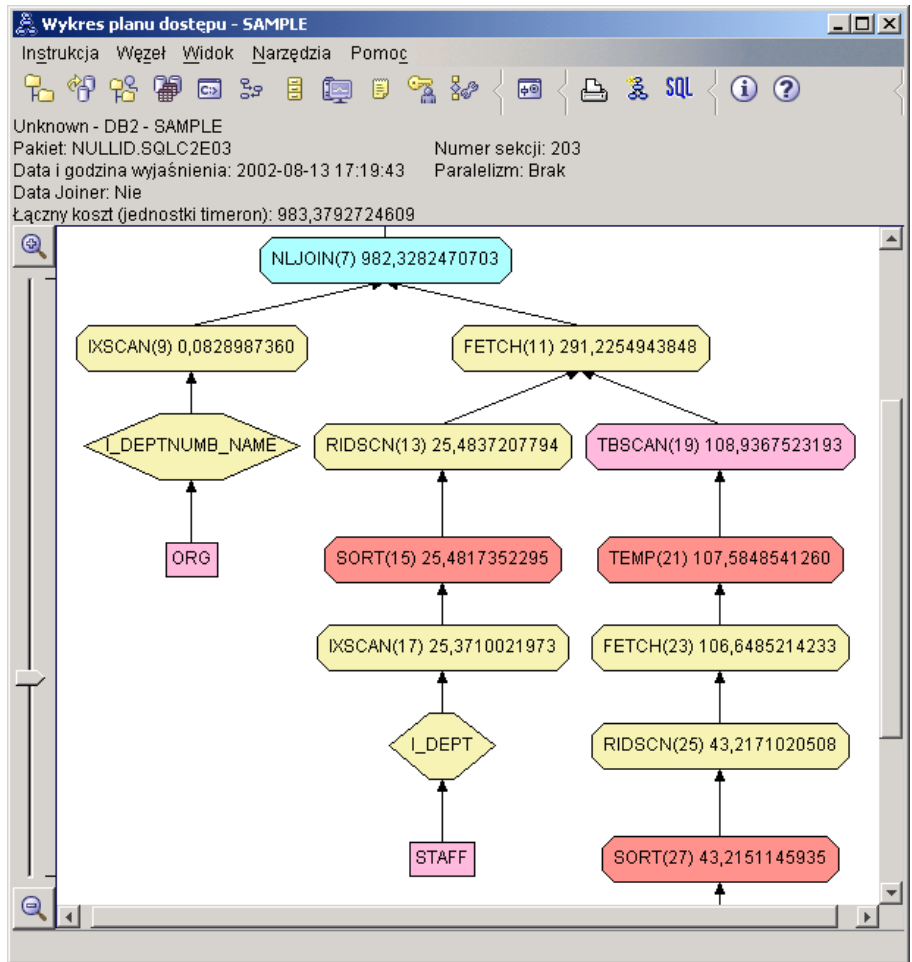 Wykres planu dostępu - SAMPLE
Instrukcja Węzeł Widok Narzędzia Pomoc
C:\>
SQL
Unknown - DB2 - SAMPLE
Pakiet: NULLID.SQLC2E03 Numer sekcji: 203
Data i godzina wyjaśnienia: 2002-08-13 17:19:43 Paralelizm: Brak
Data Joiner: Nie
Łączny koszt (jednostki timeron): 983,3792724609
NLJOIN(7) 982,3282470703
IXSCAN(9) 0,0828987360
FETCH(11) 291,2254943848
I_DEPTNUMB_NAME
RIDSCN(13) 25,4837207794
TBSCAN(19) 108,9367523193
ORG
SORT(15) 25,4817352295
TEMP(21) 107,5848541260
IXSCAN(17) 25,3710021973
FETCH(23) 106,6485214233
I_DEPT
RIDSCN(25) 43,2171020508
STAFF
SORT(27) 43,2151145935